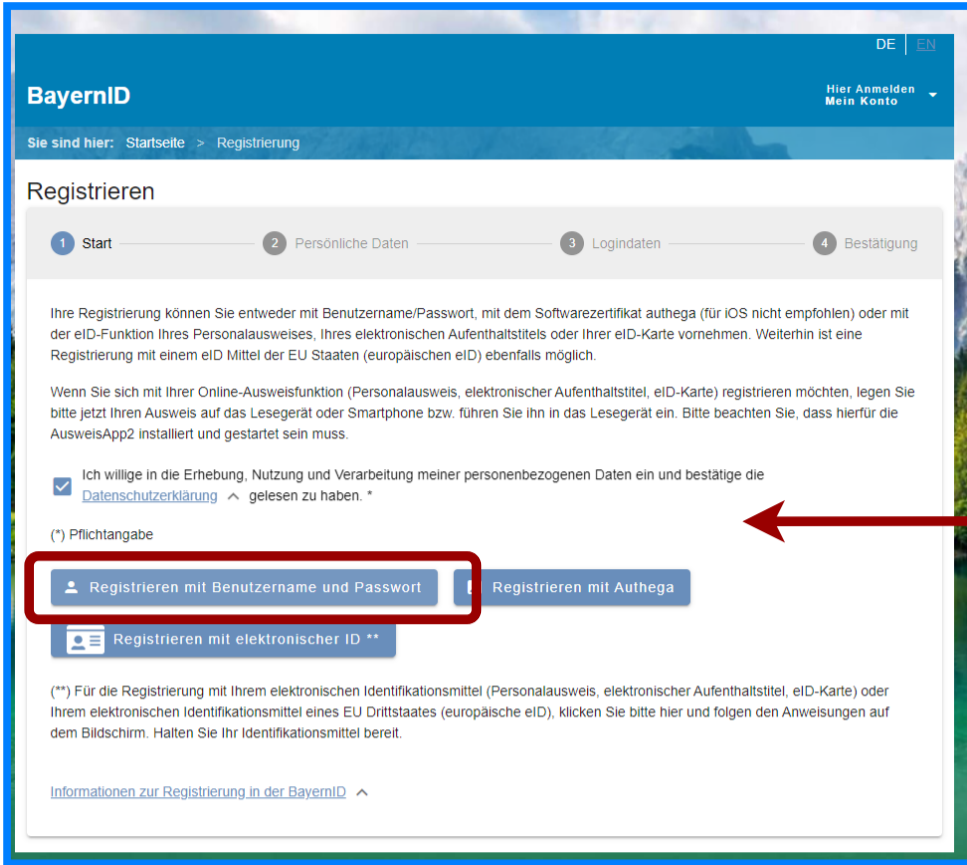 DE | EN
BayernID
Hier Anmelden
Mein Konto
Sie sind hier: Startseite > Registrierung
Registrieren
1 Start
2 Persönliche Daten
3 Logindaten
4 Bestätigung
Ihre Registrierung können Sie entweder mit Benutzername/Passwort, mit dem Softwarezertifikat authega (für iOS nicht empfohlen) oder mit
der eID-Funktion Ihres Personalausweises, Ihres elektronischen Aufenthaltstitels oder Ihrer eID-Karte vornehmen. Weiterhin ist eine
Registrierung mit einem eID Mittel der EU Staaten (europäischen eID) ebenfalls möglich.
Wenn Sie sich mit Ihrer Online-Ausweisfunktion (Personalausweis, elektronischer Aufenthaltstitel, eID-Karte) registrieren möchten, legen Sie
bitte jetzt Ihren Ausweis auf das Lesegerät oder Smartphone bzw. führen Sie ihn in das Lesegerät ein. Bitte beachten Sie, dass hierfür die
AusweisApp2 installiert und gestartet sein muss.
Ich willige in die Erhebung, Nutzung und Verarbeitung meiner personenbezogenen Daten ein und bestätige die
Datenschutzerklärung gelesen zu haben. *
(*) Pflichtangabe
Registrieren mit Benutzername und Passwort
Registrieren mit Authega
Registrieren mit elektronischer ID **
(**) Für die Registrierung mit Ihrem elektronischen Identifikationsmittel (Personalausweis, elektronischer Aufenthaltstitel, eID-Karte) oder
Ihrem elektronischen Identifikationsmittel eines EU Drittstaates (europäische eID), klicken Sie bitte hier und folgen den Anweisungen auf
dem Bildschirm. Halten Sie Ihr Identifikationsmittel bereit.
Informationen zur Registrierung in der BayernID